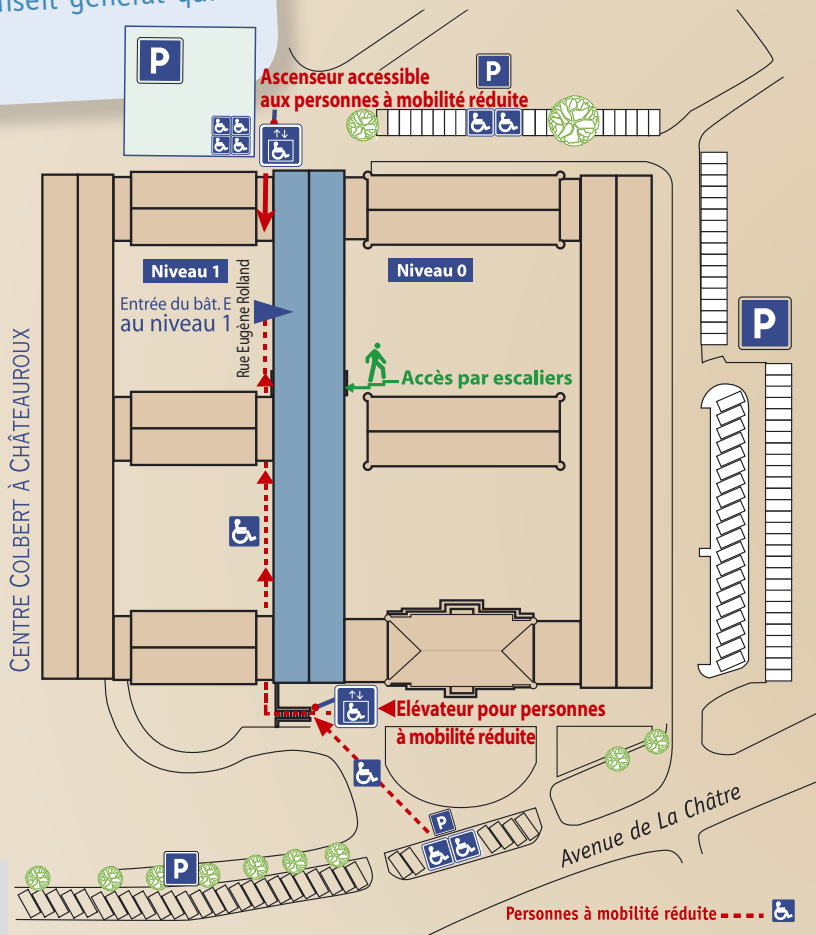 général qui
P
Ascenseur accessible
aux personnes à mobilité réduite
P
Niveau 1
Niveau 0
Entrée du bât. E
au niveau 1
Rue Eugène Rolland
P
Accès par escaliers
CENTRE COLBERT À CHÂTEAUROUX
Elévateur pour personnes
à mobilité réduite
P
P
Avenue de La Châtre
Personnes à mobilité réduite